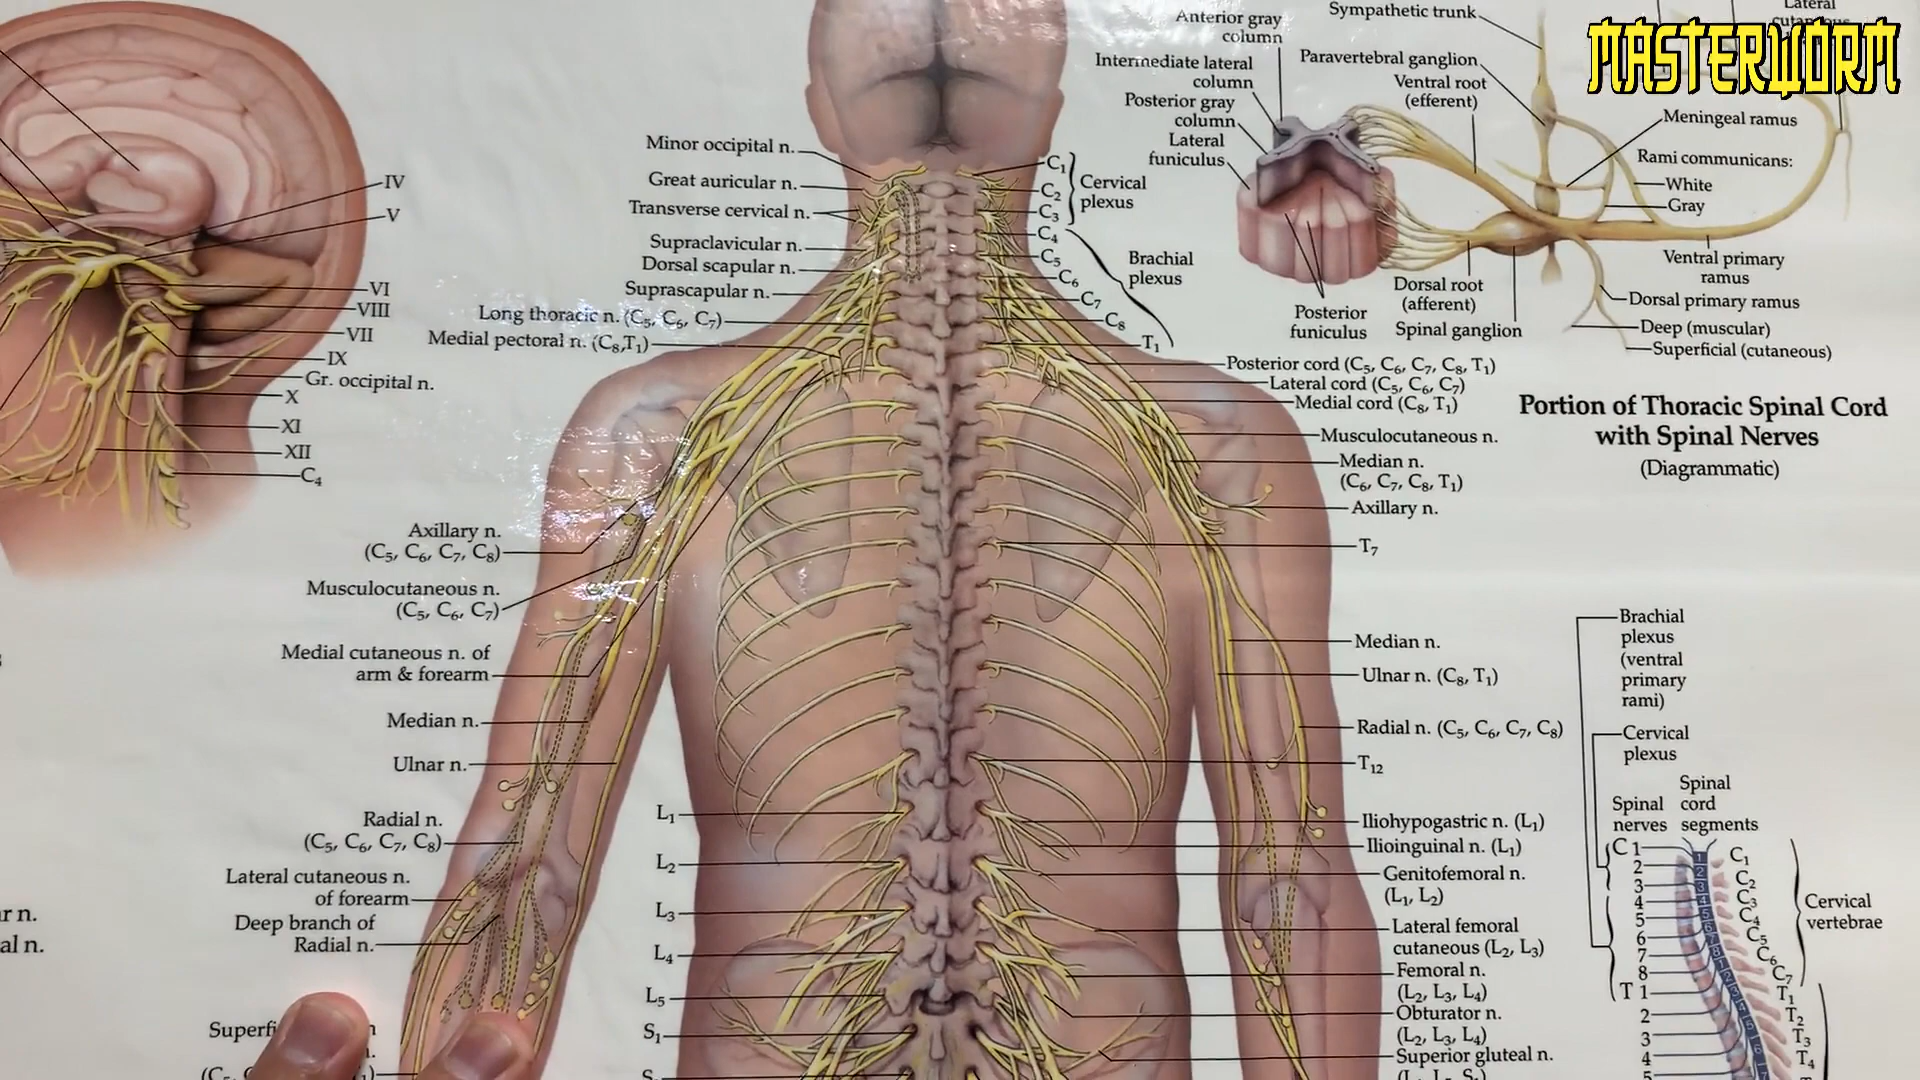 MASTERWORM
IV
V
VI
VIII
VII
IX
Gr. occipital n.
X
XI
XII
C4
Minor occipital n.
Great auricular n.
Transverse cervical n.
Supraclavicular n.
Dorsal scapular n.
Suprascapular n.
Long thoracic n. (C5, C6, C7)
Medial pectoral n. (C8,T1)
Axillary n.
(C5, C6, C7, C8)
Musculocutaneous n.
(C5, C6, C7)
Medial cutaneous n. of
arm & forearm
Median n.
Ulnar n.
Radial n.
(C5, C6, C7, C8)
Lateral cutaneous n.
of forearm
Deep branch of
Radial n.
L1
L2
L3
L4
L5
S1
C1
C2
C3
Cervical
plexus
C4
C5
C6
C7
C8
T1
Brachial
plexus
Posterior cord (C5, C6, C7, C8, T1)
Lateral cord (C5, C6, C7)
Medial cord (C8, T1)
Musculocutaneous n.
Median n.
(C6, C7, C8, T1)
Axillary n.
T7
Median n.
Ulnar n. (C8, T1)
Radial n. (C5, C6, C7, C8)
T12
Iliohypogastric n. (L1)
Ilioinguinal n. (L1)
Genitofemoral n.
(L1, L2)
Lateral femoral
cutaneous (L2, L3)
Femoral n.
(L2, L3, L4)
Obturator n.
(L2, L3, L4)
Superior gluteal n.
Anterior gray
column
Intermediate lateral
column
Posterior gray
column
Lateral
funiculus
Posterior
funiculus
Sympathetic trunk
Paravertebral ganglion
Ventral root
(efferent)
Lateral
Meningeal ramus
Rami communicans:
White
Gray
Ventral primary
ramus
Dorsal root
(afferent)
Spinal ganglion
Dorsal primary ramus
Deep (muscular)
Superficial (cutaneous)
Portion of Thoracic Spinal Cord
with Spinal Nerves
(Diagrammatic)
Brachial
plexus
(ventral
primary
rami)
Cervical
plexus
Spinal
nerves
Spinal
cord
segments
C 1
2
3
4
5
6
7
8
T 1
2
3
4
C1
C2
C3
C4
C5
C6
C7
T1
T2
T3
T4
Cervical
vertebrae
al n.